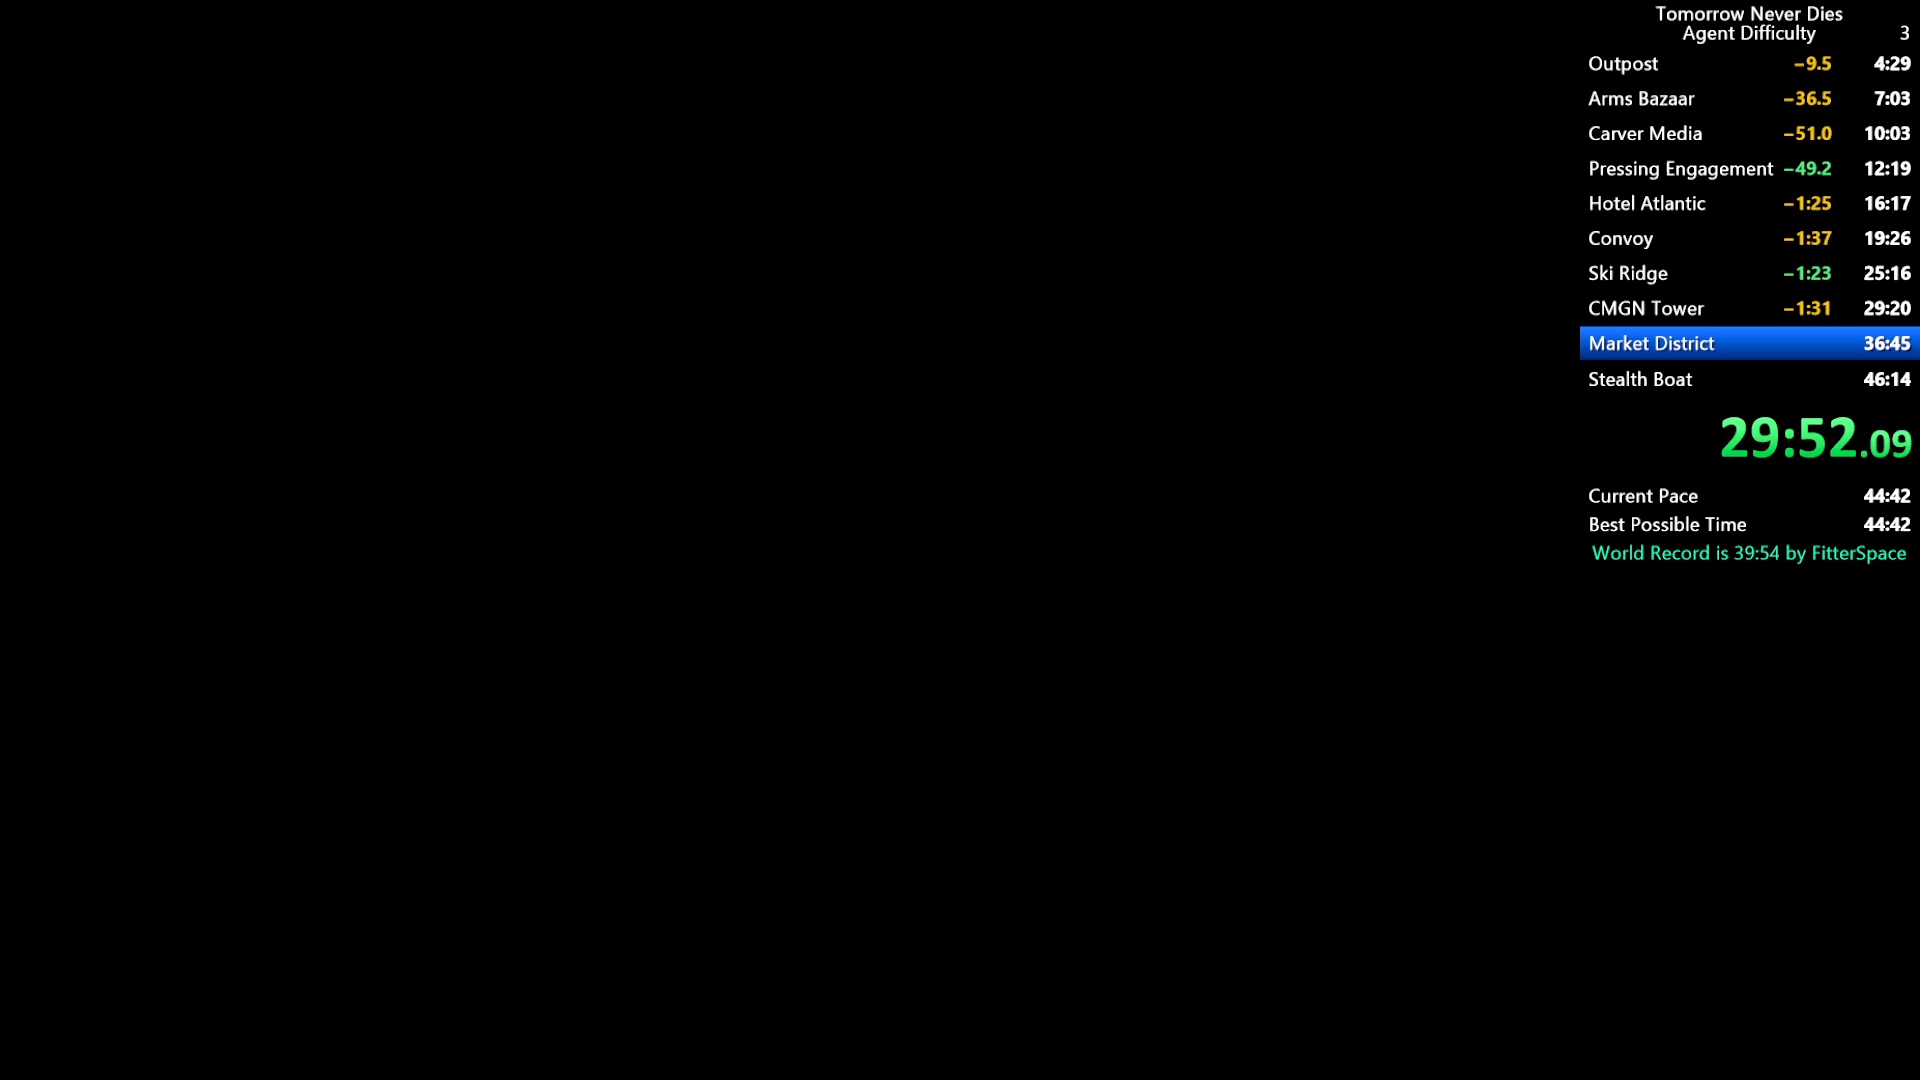 Tomorrow Never Dies
Agent Difficulty 3
Outpost −9.5 4:29
Arms Bazaar −36.5 7:03
Carver Media −51.0 10:03
Pressing Engagement −49.2 12:19
Hotel Atlantic −1:25 16:17
Convoy −1:37 19:26
Ski Ridge −1:23 25:16
CMGN Tower −1:31 29:20
Market District 36:45
Stealth Boat 46:14
29:52.09
Current Pace 44:42
Best Possible Time 44:42
World Record is 39:54 by FitterSpace